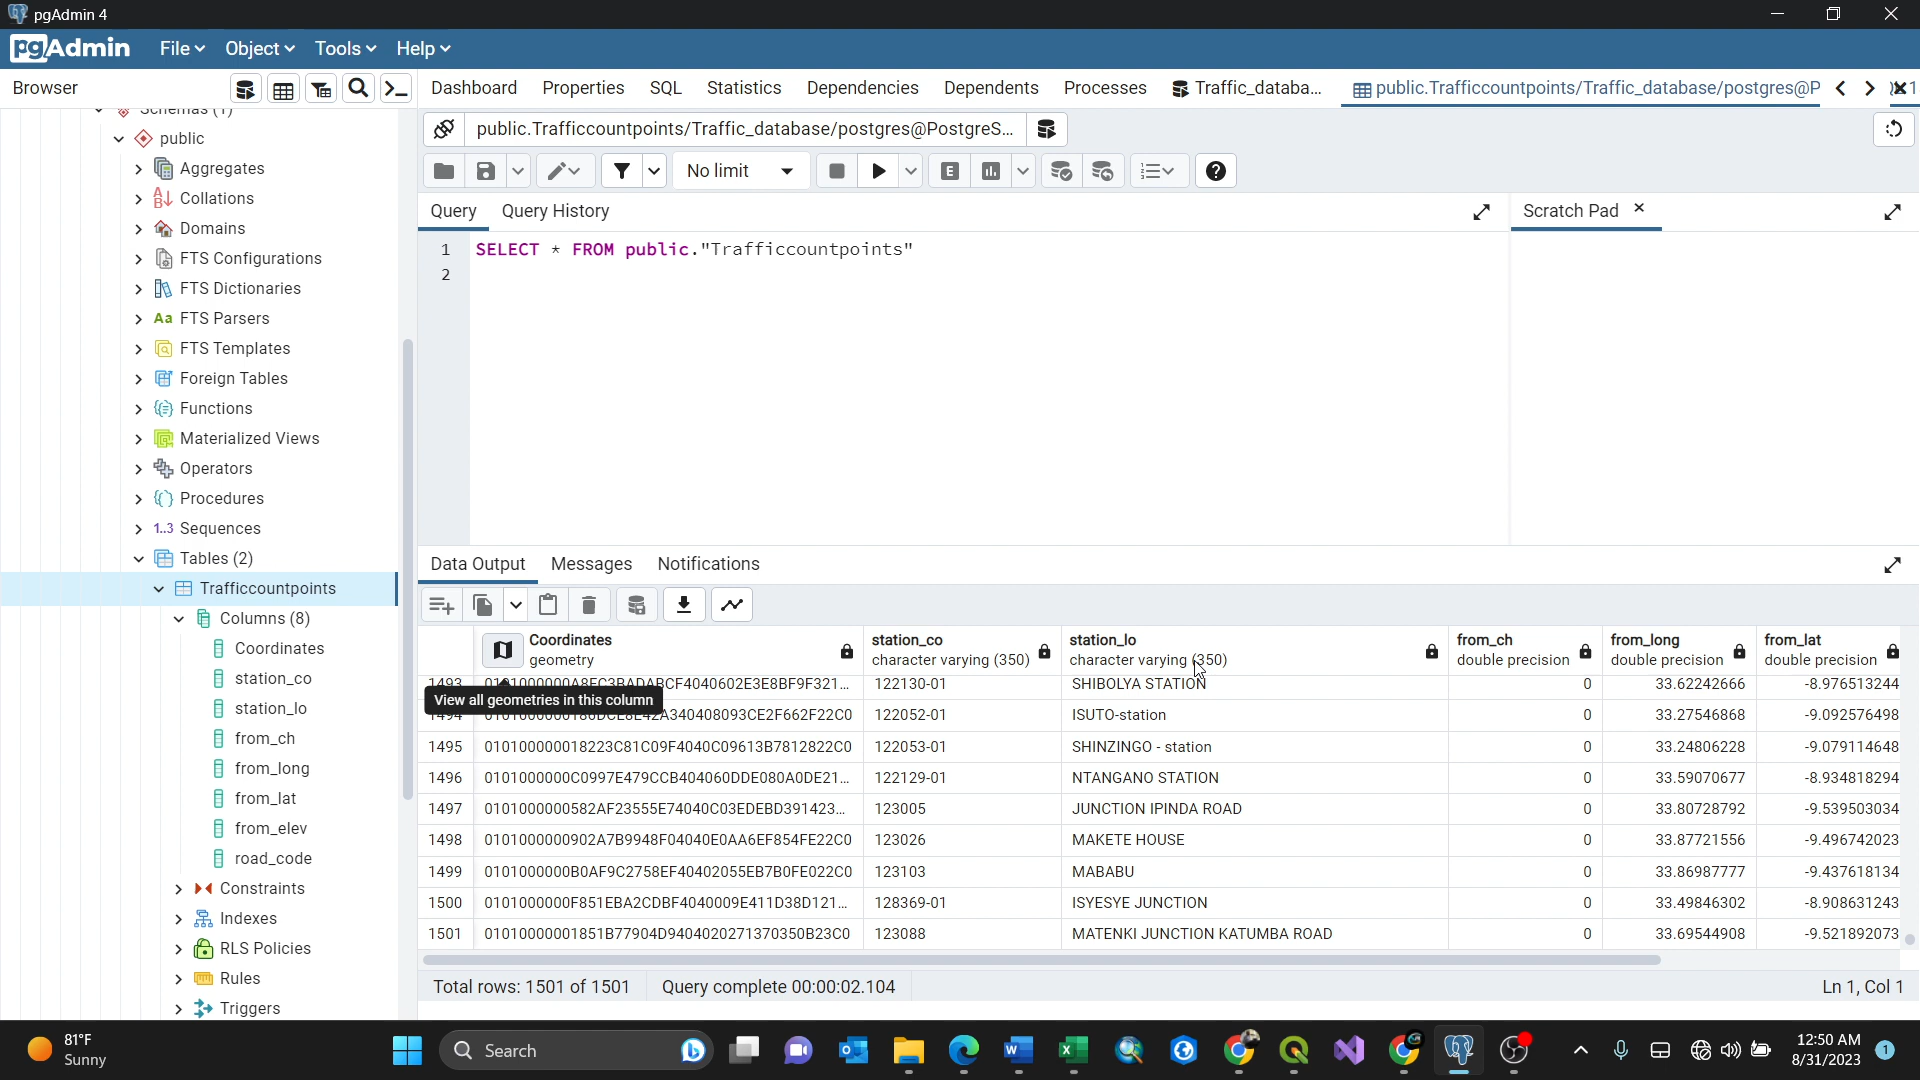 pgAdmin 4
pgAdmin File Object Tools Help
Browser
Dashboard Properties SQL Statistics Dependencies Dependents Processes Traffic_databa... public.Trafficcountpoints/Traffic_database/postgres@P
public.Trafficcountpoints/Traffic_database/postgres@PostgreS...
No limit
Query Query History
Scratch Pad
1 SELECT * FROM public."Trafficcountpoints"
2
Schemas (1)
public
Aggregates
Collations
Domains
FTS Configurations
FTS Dictionaries
Aa FTS Parsers
FTS Templates
Foreign Tables
Functions
Materialized Views
Operators
Procedures
1..3 Sequences
Tables (2)
Trafficcountpoints
Columns (8)
Coordinates
station_co
station_lo
from_ch
from_long
from_lat
from_elev
road_code
Constraints
Indexes
RLS Policies
Rules
Triggers
Data Output Messages Notifications
Coordinates station_co station_lo from_ch from_long from_lat
geometry character varying (350) character varying (350) double precision double precision double precision
View all geometries in this column
1493 122130-01 SHIBOLYA STATION 0 33.62242666 -8.976513244
1494 122052-01 ISUTO-station 0 33.27546868 -9.092576498
1495 010100000018223C81C09F4040C09613B7812822C0 122053-01 SHINZINGO - station 0 33.24806228 -9.079114648
1496 0101000000C0997E479CCB404060DDE080A0DE21... 122129-01 NTANGANO STATION 0 33.59070677 -8.934818294
1497 0101000000582AF23555E74040C03EDEBD391423... 123005 JUNCTION IPINDA ROAD 0 33.80728792 -9.539503034
1498 0101000000902A7B9948F04040E0AA6EF854FE22C0 123026 MAKETE HOUSE 0 33.87721556 -9.496742023
1499 0101000000B0AF9C2758EF40402055EB7B0FE022C0 123103 MABABU 0 33.86987777 -9.437618134
1500 0101000000F851EBA2CDBF4040009E411D38D121... 128369-01 ISYESYE JUNCTION 0 33.49846302 -8.908631243
1501 01010000001851B77904D9404020271370350B23C0 123088 MATENKI JUNCTION KATUMBA ROAD 0 33.69544908 -9.521892073
Total rows: 1501 of 1501 Query complete 00:00:02.104 Ln 1, Col 1
81°F
Sunny
Search
12:50 AM
8/31/2023
1